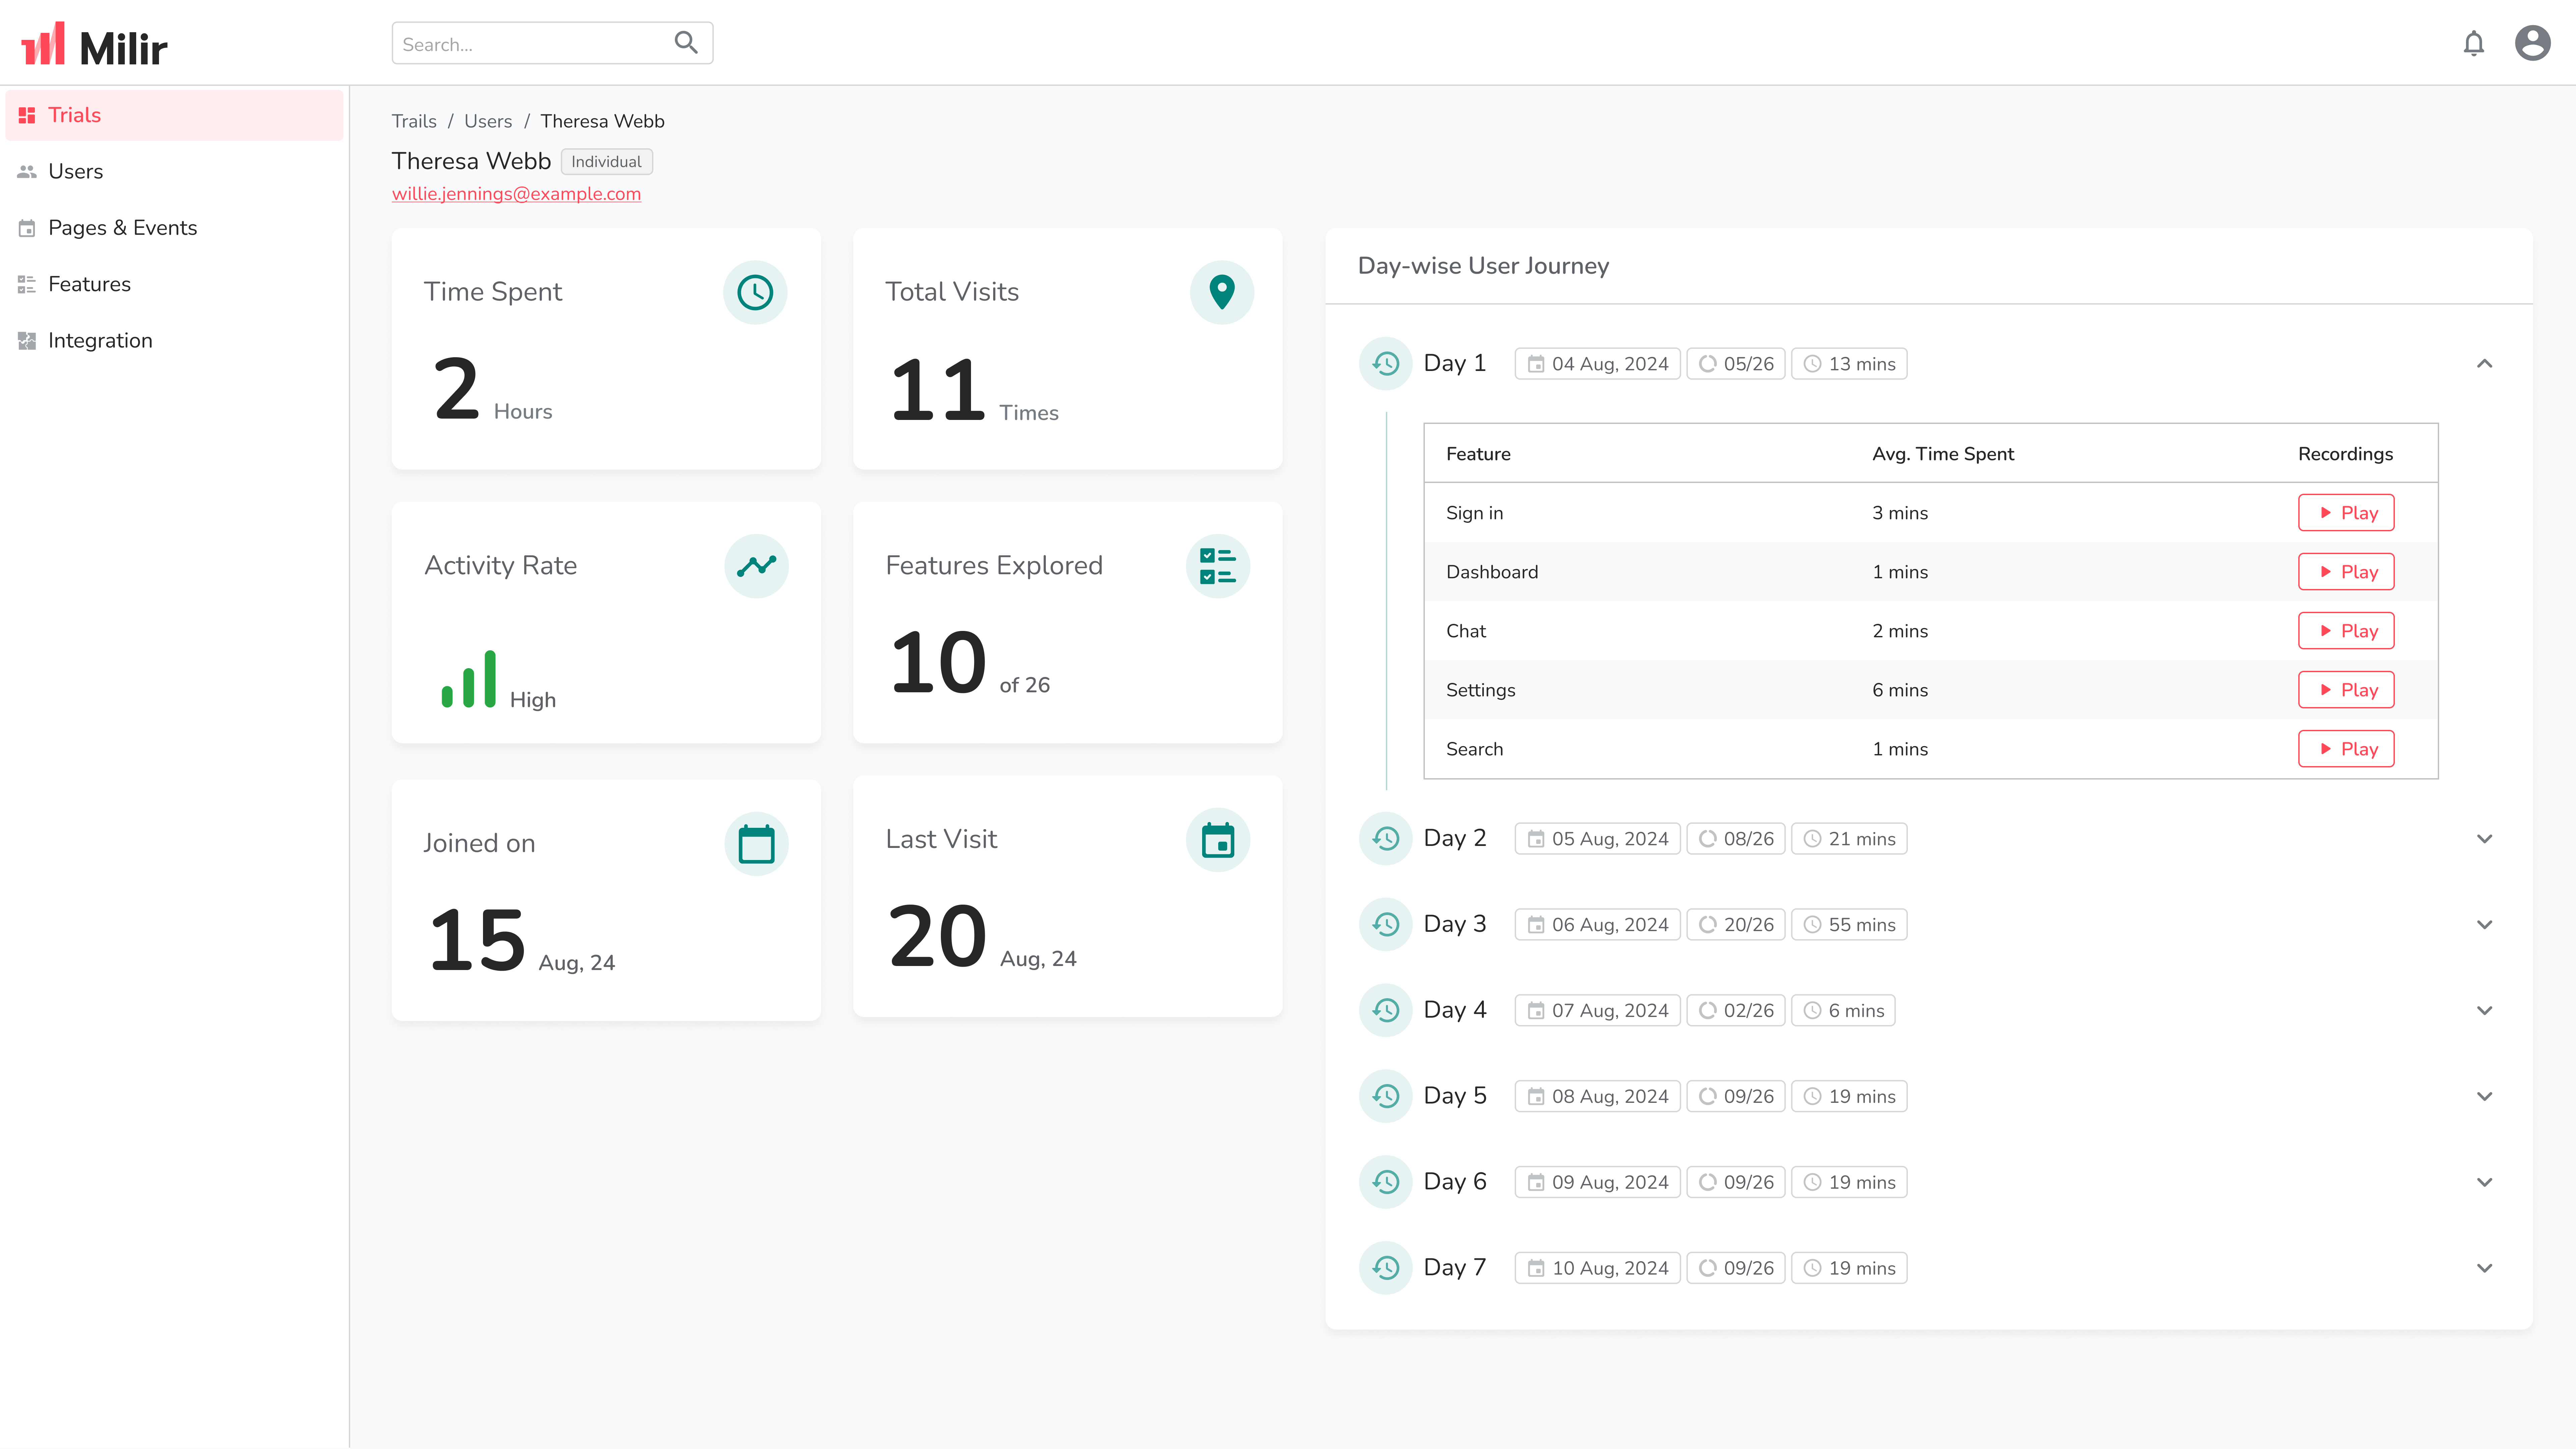 Milir
Search...
Trials
Users
Pages & Events
Features
Integration
Trails / Users / Theresa Webb
Theresa Webb Individual
willie.jennings@example.com
Time Spent
2 Hours
Total Visits
11 Times
Activity Rate
High
Features Explored
10 of 26
Joined on
15 Aug, 24
Last Visit
20 Aug, 24
Day-wise User Journey
Day 1 04 Aug, 2024 05/26 13 mins
Feature Avg. Time Spent Recordings
Sign in 3 mins Play
Dashboard 1 mins Play
Chat 2 mins Play
Settings 6 mins Play
Search 1 mins Play
Day 2 05 Aug, 2024 08/26 21 mins
Day 3 06 Aug, 2024 20/26 55 mins
Day 4 07 Aug, 2024 02/26 6 mins
Day 5 08 Aug, 2024 09/26 19 mins
Day 6 09 Aug, 2024 09/26 19 mins
Day 7 10 Aug, 2024 09/26 19 mins